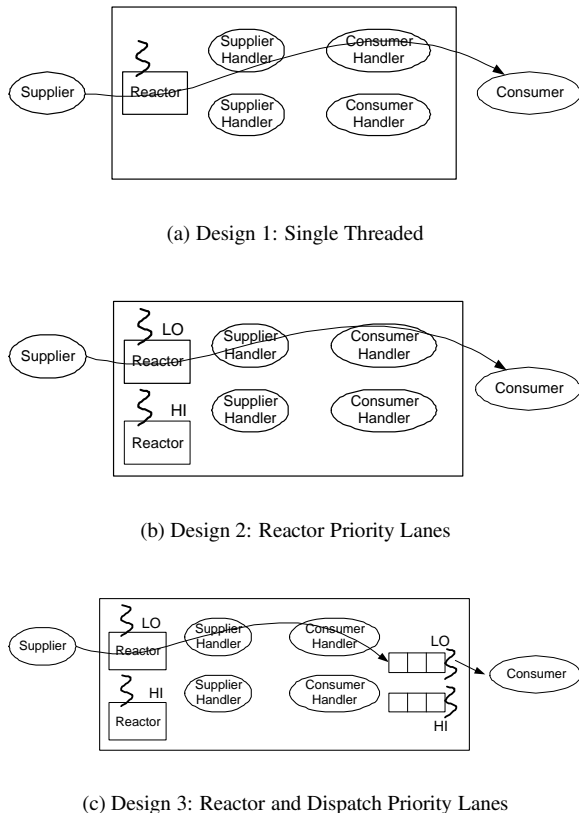 Supplier
Handler
Consumer
Handler
Supplier
Reactor
Supplier
Handler
Consumer
Handler
Consumer
(a) Design 1: Single Threaded
LO
Supplier
Handler
Consumer
Handler
Supplier
Reactor
HI
Supplier
Handler
Consumer
Handler
Consumer
Reactor
(b) Design 2: Reactor Priority Lanes
LO
Supplier
Handler
Consumer
Handler
LO
Supplier
Reactor
Consumer
HI
Supplier
Handler
Consumer
Handler
Reactor
HI
(c) Design 3: Reactor and Dispatch Priority Lanes